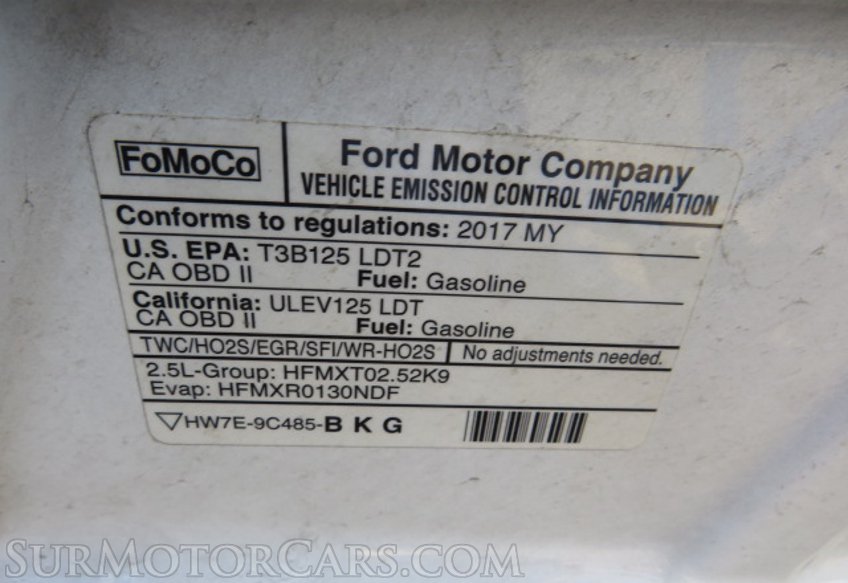 FoMoCo
Ford Motor Company
VEHICLE EMISSION CONTROL INFORMATION
Conforms to regulations: 2017 MY
U.S. EPA: T3B125 LDT2
CA OBD II Fuel: Gasoline
California: ULEV125 LDT
CA OBD II Fuel: Gasoline
TWC/HO2S/EGR/SFI/WR-HO2S No adjustments needed.
2.5L-Group: HFMXT02.52K9
Evap: HFMXR0130NDF
HW7E-9C485-B K G
SURMOTORCARS.COM